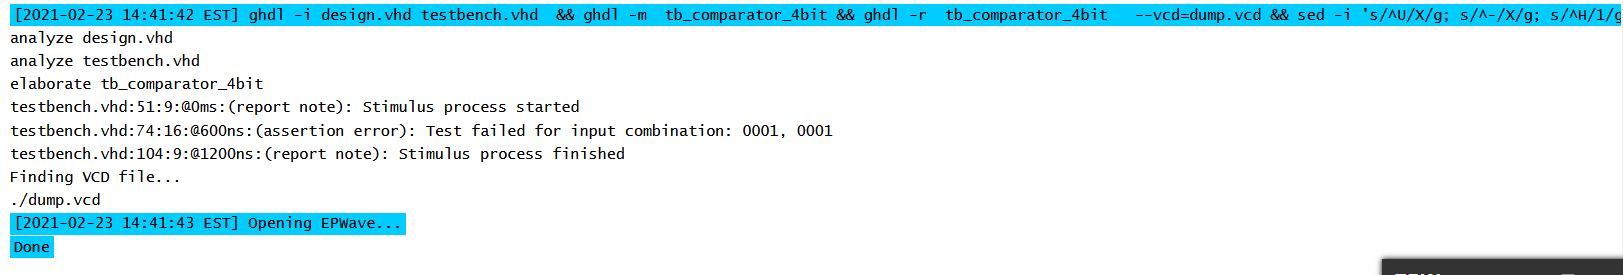 [2021-02-23 14:41:42 EST] ghdl -i design.vhd testbench.vhd  && ghdl -m  tb_comparator_4bit && ghdl -r  tb_comparator_4bit   --vcd=dump.vcd && sed -i 's/^U/X/g; s/^-/X/g; s/^H/1/g
analyze design.vhd
analyze testbench.vhd
elaborate tb_comparator_4bit
testbench.vhd:51:9:@0ms:(report note): Stimulus process started
testbench.vhd:74:16:@600ns:(assertion error): Test failed for input combination: 0001, 0001
testbench.vhd:104:9:@1200ns:(report note): Stimulus process finished
Finding VCD file...
./dump.vcd
[2021-02-23 14:41:43 EST] Opening EPWave...
Done